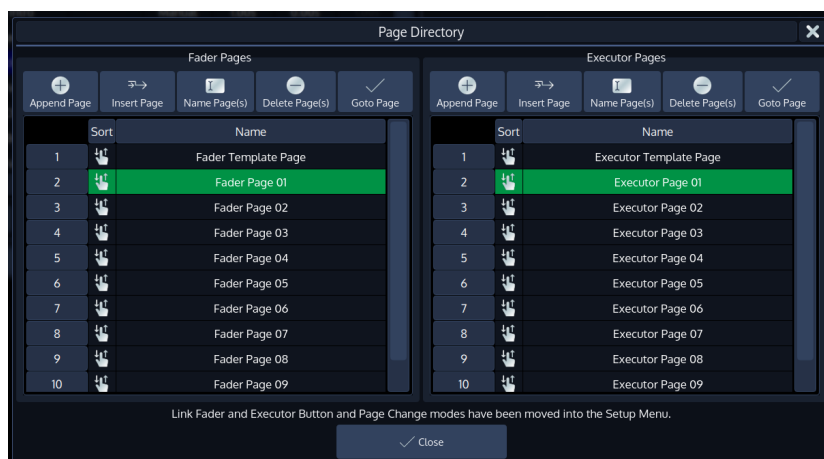 Page Directory
Fader Pages
Append Page Insert Page Name Page(s) Delete Page(s) Goto Page
Sort Name
1 Fader Template Page
2 Fader Page 01
3 Fader Page 02
4 Fader Page 03
5 Fader Page 04
6 Fader Page 05
7 Fader Page 06
8 Fader Page 07
9 Fader Page 08
10 Fader Page 09
Executor Pages
Append Page Insert Page Name Page(s) Delete Page(s) Goto Page
Sort Name
1 Executor Template Page
2 Executor Page 01
3 Executor Page 02
4 Executor Page 03
5 Executor Page 04
6 Executor Page 05
7 Executor Page 06
8 Executor Page 07
9 Executor Page 08
10 Executor Page 09
Link Fader and Executor Button and Page Change modes have been moved into the Setup Menu.
Close